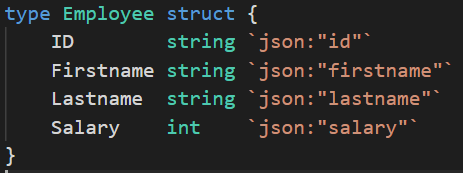 type Employee struct {
    ID        string `json:"id"`
    Firstname string `json:"firstname"`
    Lastname  string `json:"lastname"`
    Salary    int    `json:"salary"`
}